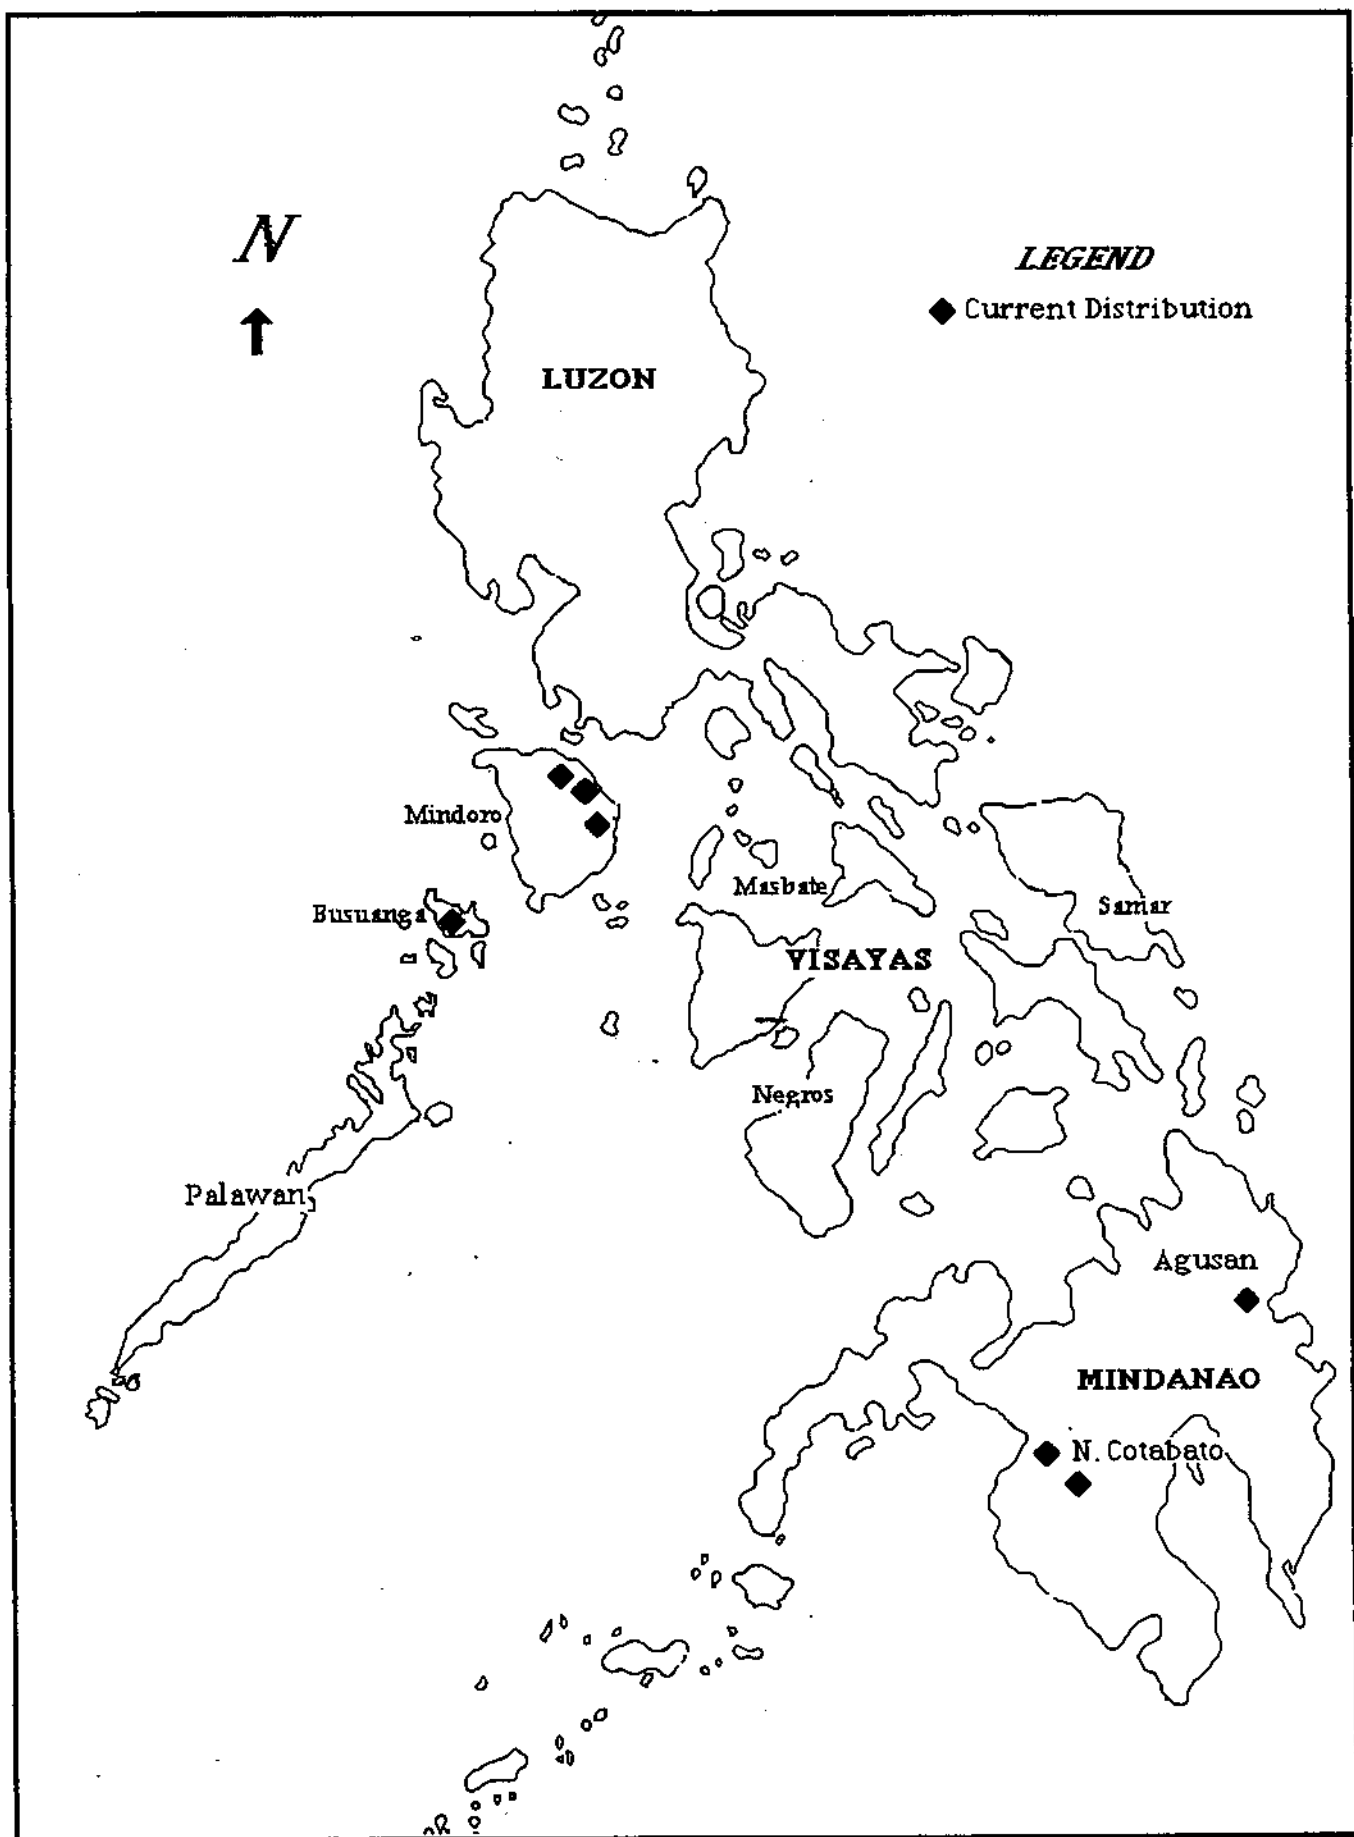 N
LEGEND
Current Distribution
LUZON
Mindoro
Masbate
Samar
Busuanga
VISAYAS
Negros
Palawan
Agusan
MINDANAO
N. Cotabato